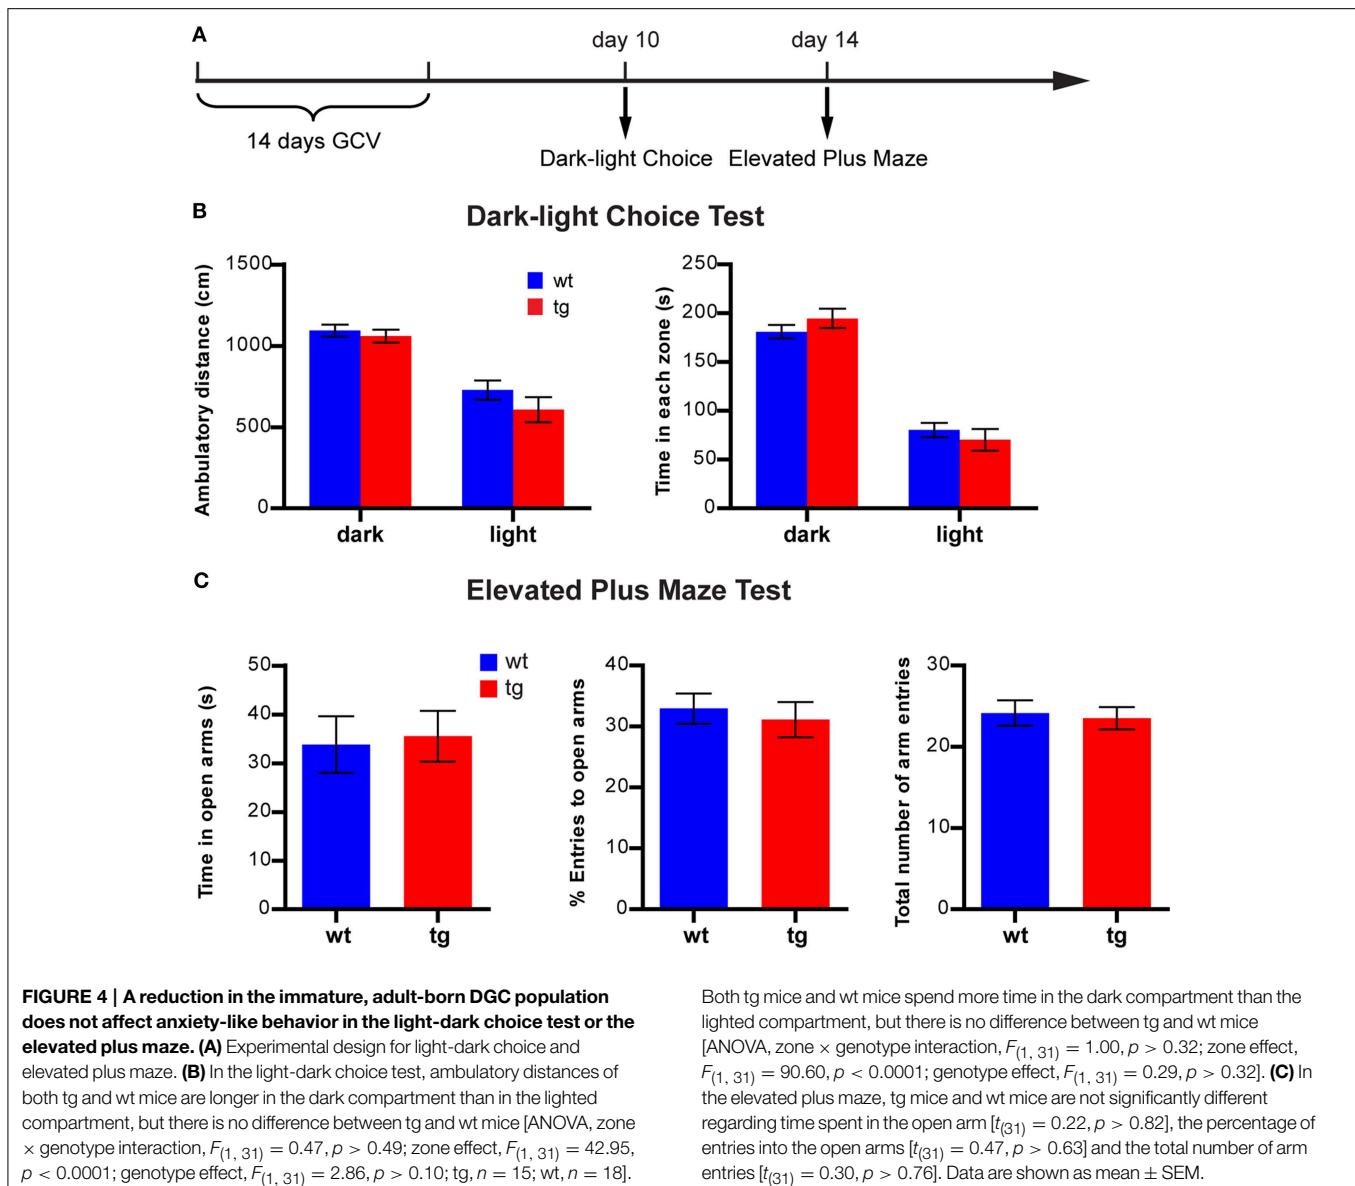 A
day 10
day 14
14 days GCV
Dark-light Choice
Elevated Plus Maze
B
Dark-light Choice Test
Ambulatory distance (cm)
1500
1000
500
0
wt
tg
dark
light
Time in each zone (s)
250
200
150
100
50
0
dark
light
C
Elevated Plus Maze Test
Time in open arms (s)
50
40
30
20
10
0
wt
tg
wt
tg
% Entries to open arms
40
30
20
10
0
wt
tg
Total number of arm entries
30
20
10
0
wt
tg
FIGURE 4 | A reduction in the immature, adult-born DGC population
does not affect anxiety-like behavior in the light-dark choice test or the
elevated plus maze. (A) Experimental design for light-dark choice and
elevated plus maze. (B) In the light-dark choice test, ambulatory distances of
both tg and wt mice are longer in the dark compartment than in the lighted
compartment, but there is no difference between tg and wt mice [ANOVA, zone
× genotype interaction, F(1, 31) = 0.47, p > 0.49; zone effect, F(1, 31) = 42.95,
p < 0.0001; genotype effect, F(1, 31) = 2.86, p > 0.10; tg, n = 15; wt, n = 18].
Both tg mice and wt mice spend more time in the dark compartment than the
lighted compartment, but there is no difference between tg and wt mice
[ANOVA, zone × genotype interaction, F(1, 31) = 1.00, p > 0.32; zone effect,
F(1, 31) = 90.60, p < 0.0001; genotype effect, F(1, 31) = 0.29, p > 0.32]. (C) In
the elevated plus maze, tg mice and wt mice are not significantly different
regarding time spent in the open arm [t(31) = 0.22, p > 0.82], the percentage of
entries into the open arms [t(31) = 0.47, p > 0.63] and the total number of arm
entries [t(31) = 0.30, p > 0.76]. Data are shown as mean ± SEM.